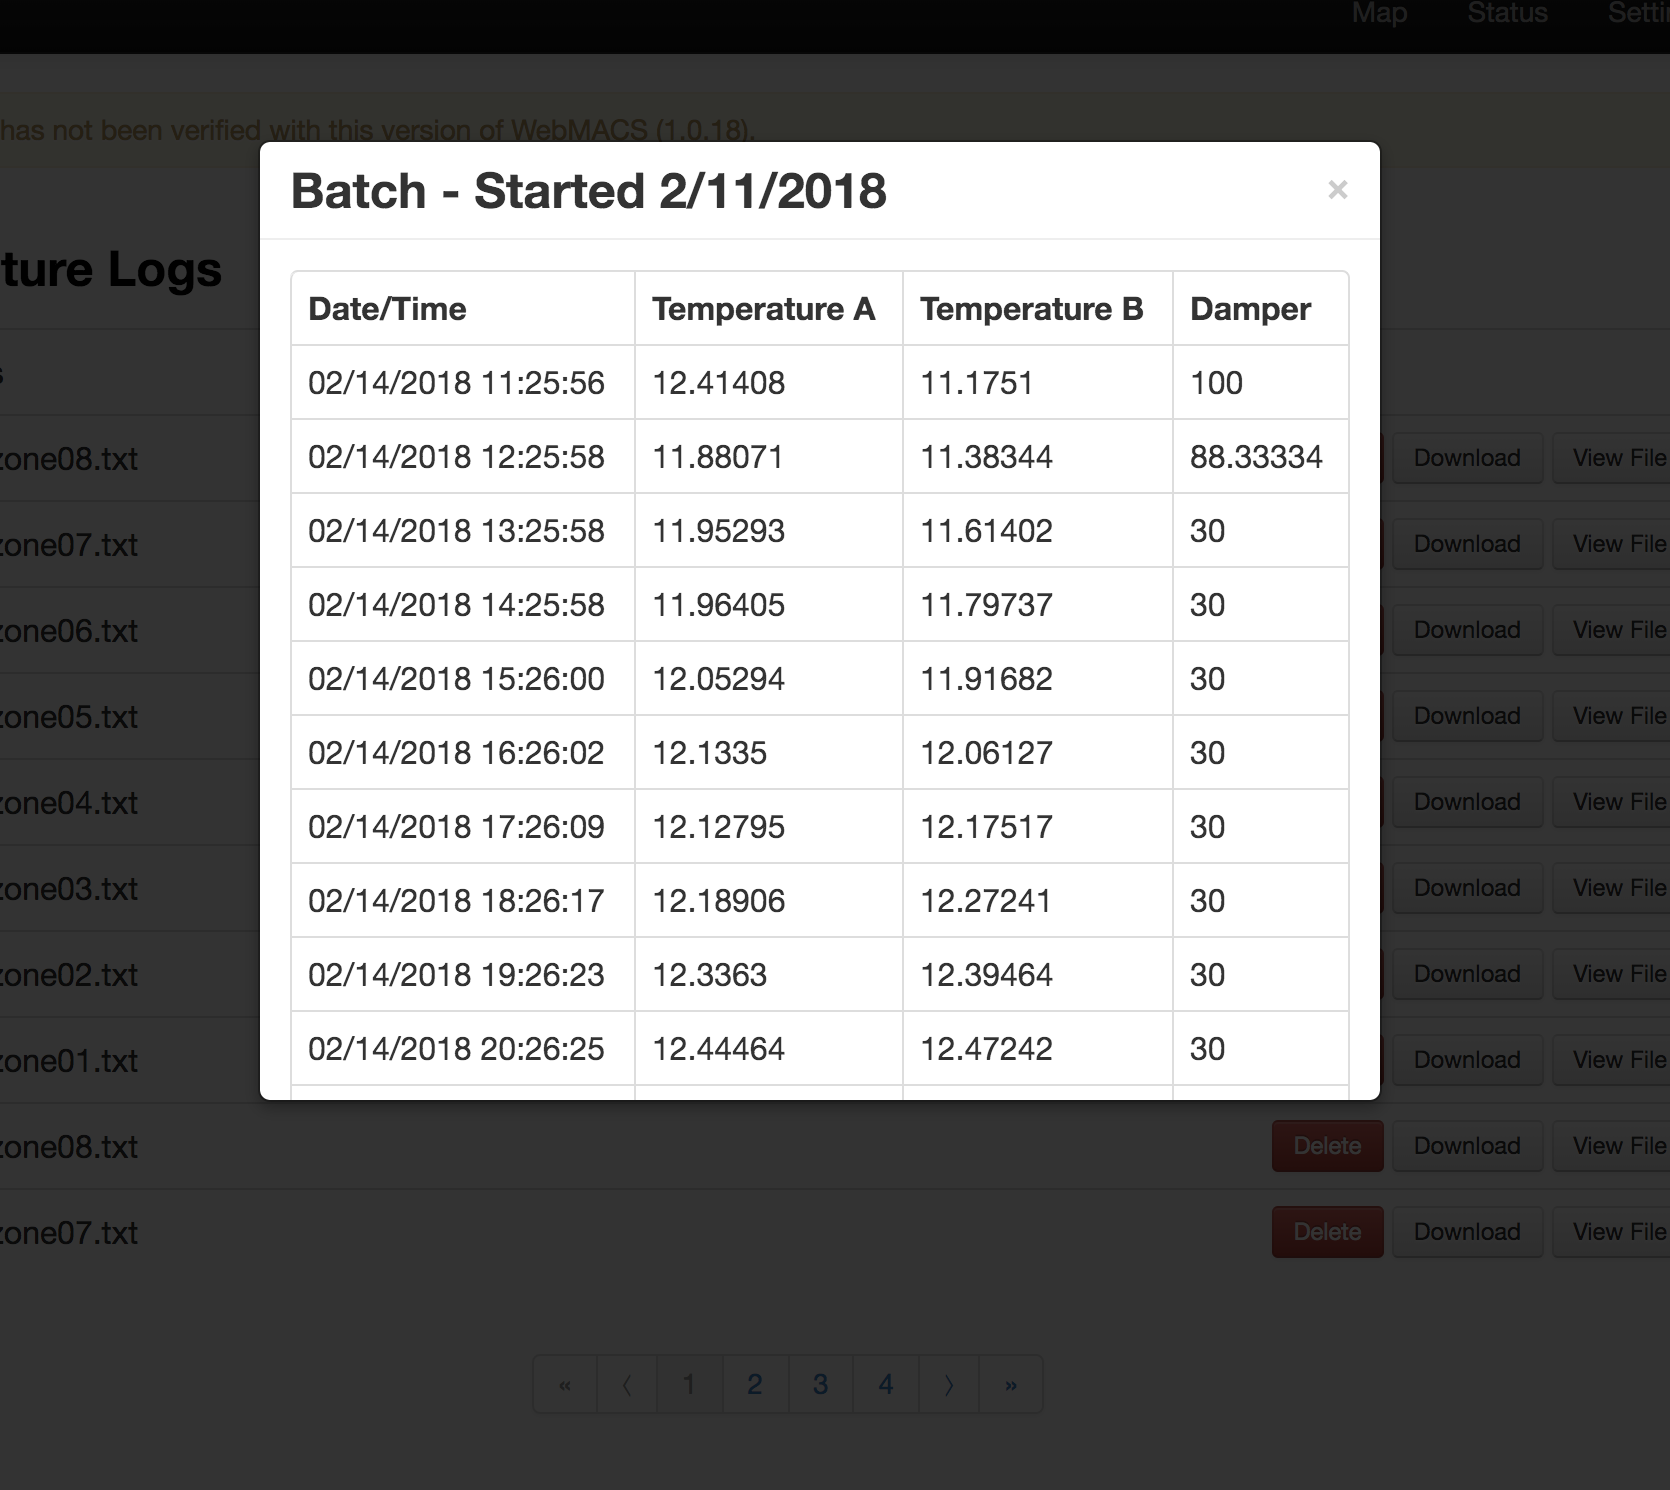 Map Status
has not been verified with this version of WebMACS (1.0.18).
Batch - Started 2/11/2018 ×
ture Logs
Date/Time Temperature A Temperature B Damper
02/14/2018 11:25:56 12.41408 11.1751 100
02/14/2018 12:25:58 11.88071 11.38344 88.33334
02/14/2018 13:25:58 11.95293 11.61402 30
02/14/2018 14:25:58 11.96405 11.79737 30
02/14/2018 15:26:00 12.05294 11.91682 30
02/14/2018 16:26:02 12.1335 12.06127 30
02/14/2018 17:26:09 12.12795 12.17517 30
02/14/2018 18:26:17 12.18906 12.27241 30
02/14/2018 19:26:23 12.3363 12.39464 30
02/14/2018 20:26:25 12.44464 12.47242 30
zone08.txt Download View File
zone07.txt Download View File
zone06.txt Download View File
zone05.txt Download View File
zone04.txt Download View File
zone03.txt Download View File
zone02.txt Download View File
zone01.txt Download View File
zone08.txt Delete Download View File
zone07.txt Delete Download View File
« 〈 1 2 3 4 〉 »